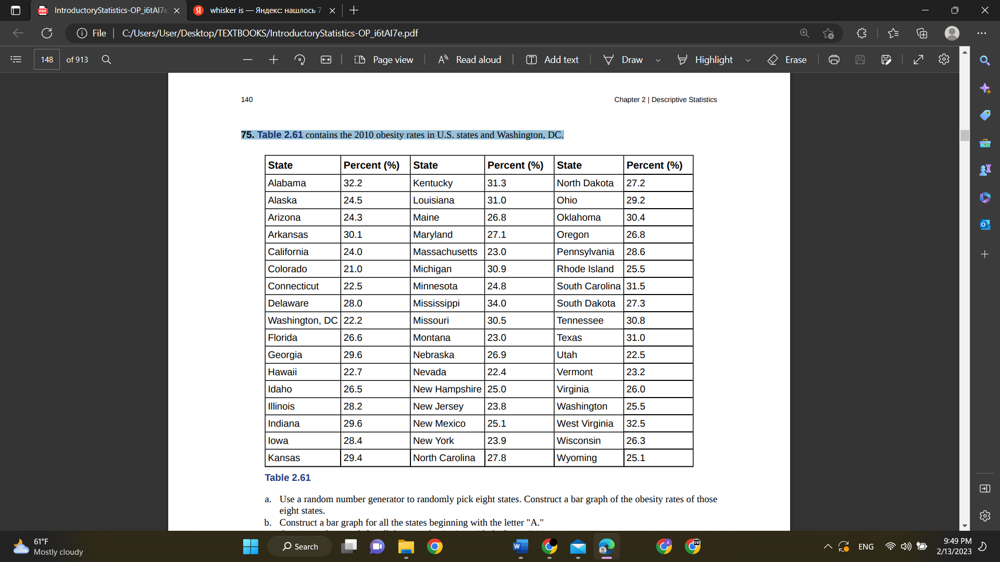 IntroductoryStatistics-OP_i6tAI7e
whisker is — Яндекс: нашлось 7
File
C:/Users/User/Desktop/TEXTBOOKS/IntroductoryStatistics-OP_i6tAI7e.pdf
148 of 913
Page view
Read aloud
Add text
Draw
Highlight
Erase
140
Chapter 2 | Descriptive Statistics
75. Table 2.61 contains the 2010 obesity rates in U.S. states and Washington, DC.
State Percent (%) State Percent (%) State Percent (%)
Alabama 32.2 Kentucky 31.3 North Dakota 27.2
Alaska 24.5 Louisiana 31.0 Ohio 29.2
Arizona 24.3 Maine 26.8 Oklahoma 30.4
Arkansas 30.1 Maryland 27.1 Oregon 26.8
California 24.0 Massachusetts 23.0 Pennsylvania 28.6
Colorado 21.0 Michigan 30.9 Rhode Island 25.5
Connecticut 22.5 Minnesota 24.8 South Carolina 31.5
Delaware 28.0 Mississippi 34.0 South Dakota 27.3
Washington, DC 22.2 Missouri 30.5 Tennessee 30.8
Florida 26.6 Montana 23.0 Texas 31.0
Georgia 29.6 Nebraska 26.9 Utah 22.5
Hawaii 22.7 Nevada 22.4 Vermont 23.2
Idaho 26.5 New Hampshire 25.0 Virginia 26.0
Illinois 28.2 New Jersey 23.8 Washington 25.5
Indiana 29.6 New Mexico 25.1 West Virginia 32.5
Iowa 28.4 New York 23.9 Wisconsin 26.3
Kansas 29.4 North Carolina 27.8 Wyoming 25.1
Table 2.61
a. Use a random number generator to randomly pick eight states. Construct a bar graph of the obesity rates of those
eight states.
b. Construct a bar graph for all the states beginning with the letter "A."
61°F
Mostly cloudy
Search
ENG
9:49 PM
2/13/2023